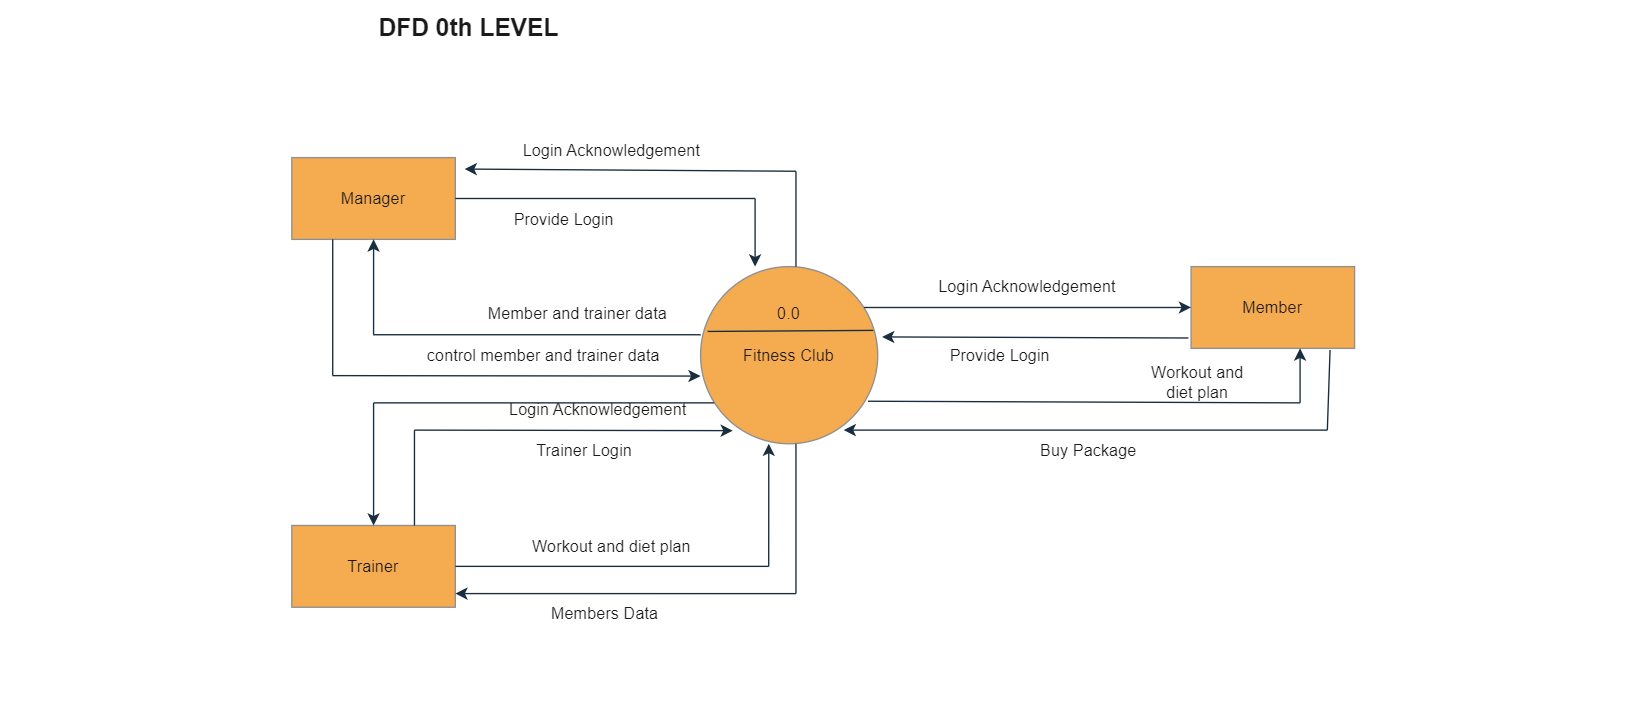 DFD 0th LEVEL
Login Acknowledgement
Manager
Provide Login
Login Acknowledgement
Member
0.0
Member and trainer data
Fitness Club
control member and trainer data
Provide Login
Workout and
diet plan
Login Acknowledgement
Trainer Login
Buy Package
Workout and diet plan
Trainer
Members Data